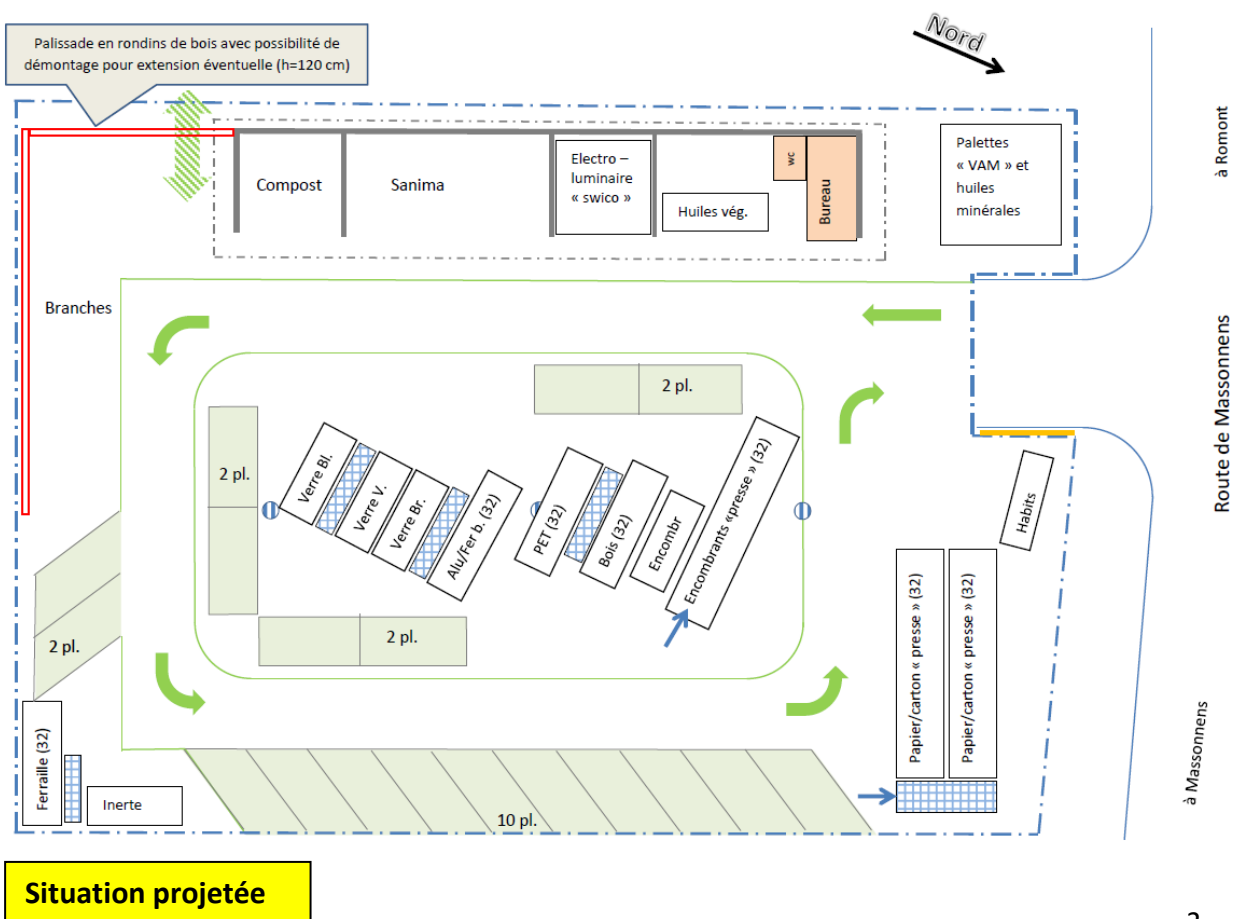 Nord
Palissade en rondins de bois avec possibilité de
démontage pour extension éventuelle (h=120 cm)
à Romont
Compost
Sanima
Electro –
luminaire
« swico »
Huiles vég.
wc
Bureau
Palettes
« VAM » et
huiles
minérales
Branches
Route de Massonnens
2 pl.
2 pl.
Verre Bl.
Verre V.
Verre Br.
Alu/Fer b. (32)
PET (32)
Bois (32)
Encombr
Encombrants «presse » (32)
Habits
2 pl.
2 pl.
Papier/carton « presse » (32)
Papier/carton « presse » (32)
à Massonnens
Ferraille (32)
Inerte
10 pl.
Situation projetée